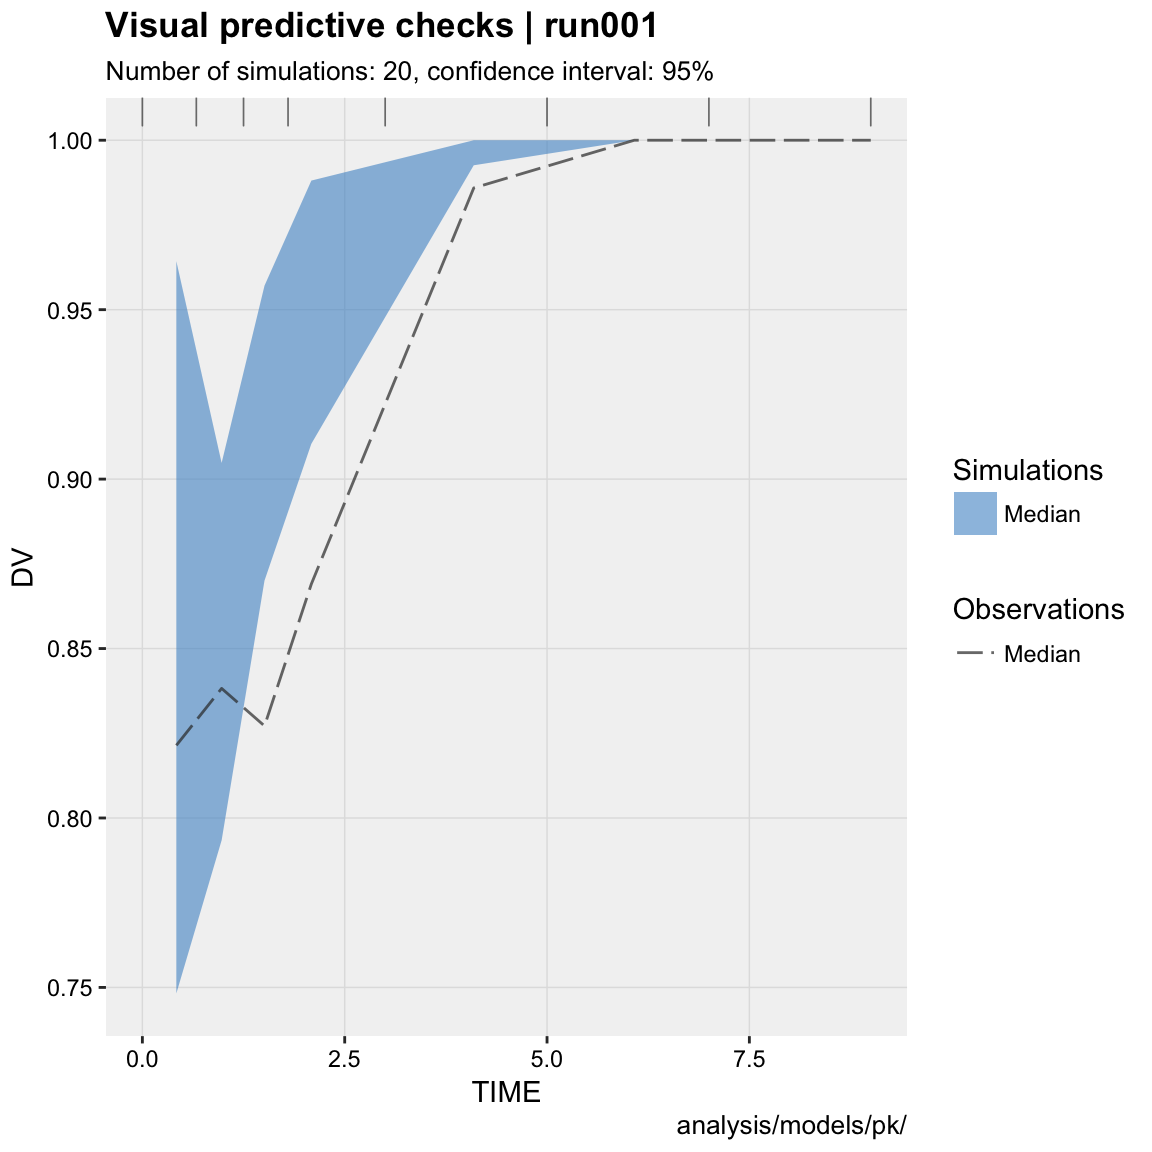 Visual predictive checks | run001
Number of simulations: 20, confidence interval: 95%
1.00
0.95
0.90
0.85
0.80
0.75
DV
0.0 2.5 5.0 7.5
TIME
analysis/models/pk/
Simulations
Median
Observations
Median